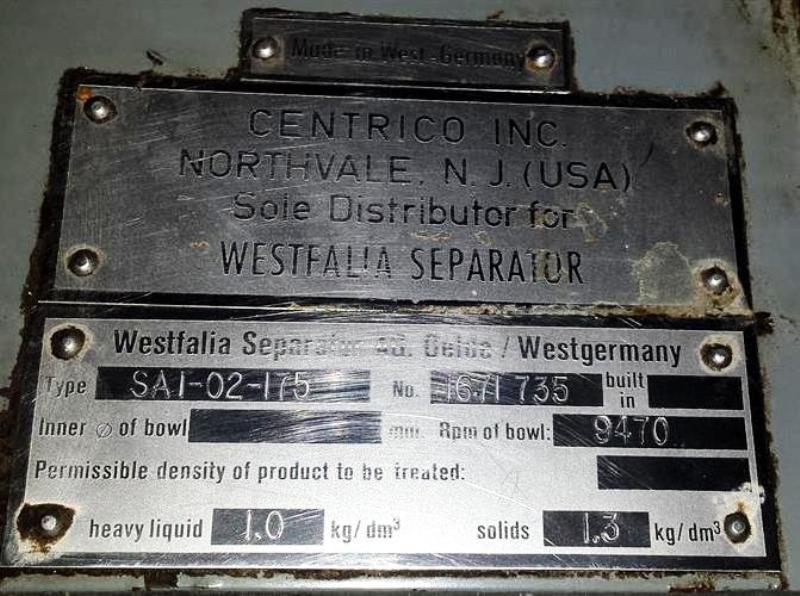 Made in West-Germany
CENTRICO INC.
NORTHVALE, N. J. (USA)
Sole Distributor for
WESTFALIA SEPARATOR
Westfalia Separator AG. Oelde / Westgermany
Type SA1-02-175 No. 1671 735 built in
Inner ⌀ of bowl mm. Rpm of bowl: 9470
Permissible density of product to be treated:
heavy liquid 1.0 kg/dm³ solids 1.3 kg/dm³